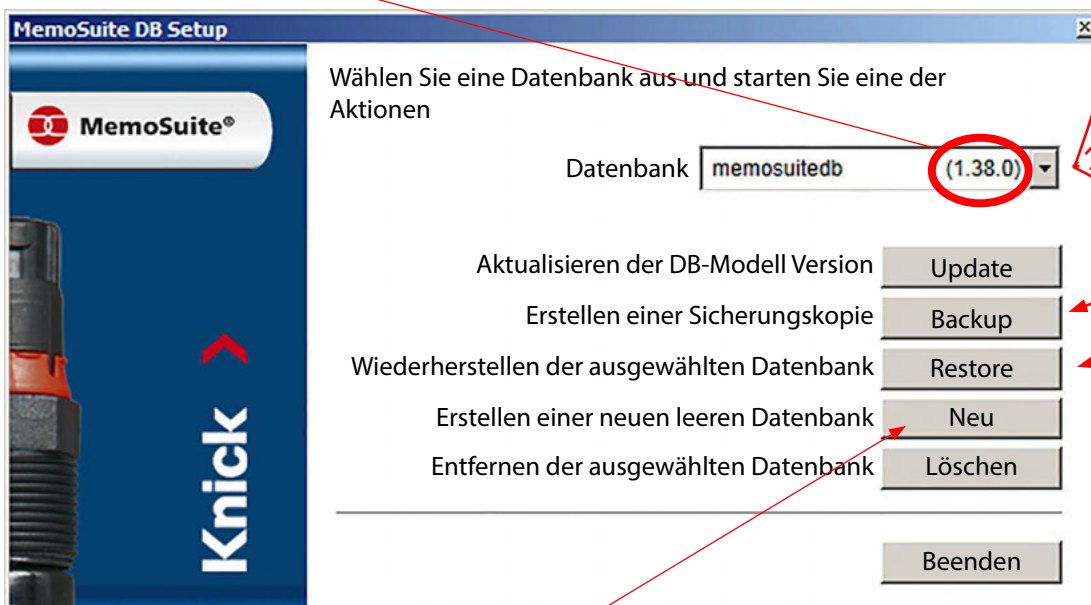 MemoSuite DB Setup
MemoSuite®
Wählen Sie eine Datenbank aus und starten Sie eine der
Aktionen
Datenbank memosuitedb (1.38.0)
Aktualisieren der DB-Modell Version Update
Erstellen einer Sicherungskopie Backup
Wiederherstellen der ausgewählten Datenbank Restore
Erstellen einer neuen leeren Datenbank Neu
Entfernen der ausgewählten Datenbank Löschen
Beenden
Knick >